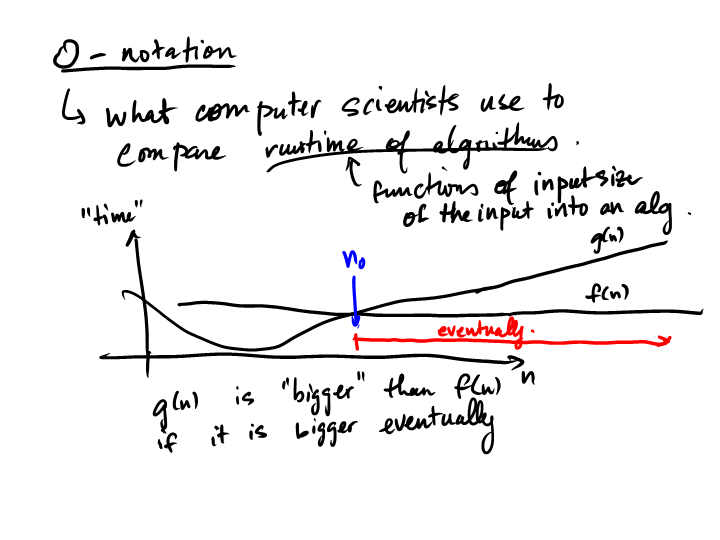 O - notation
↳ what computer scientists use to
compare runtime of algorithms.
functions of input size
of the input into an alg.
"time"
g(n)
n₀
f(n)
eventually.
n
g(n) is "bigger" than f(n)
if it is bigger eventually